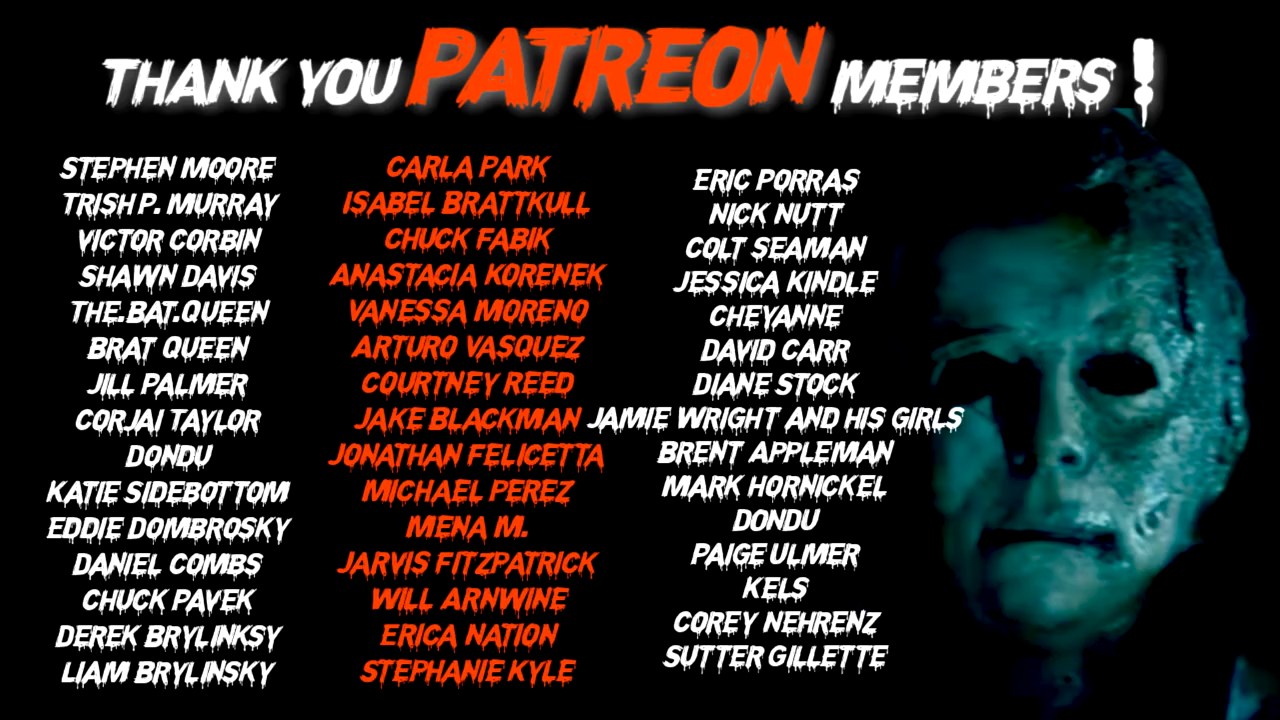 THANK YOU PATREON MEMBERS!
STEPHEN MOORE
TRISH P. MURRAY
VICTOR CORBIN
SHAWN DAVIS
THE.BAT.QUEEN
BRAT QUEEN
JILL PALMER
CORJAI TAYLOR
DONDU
KATIE SIDEBOTTOM
EDDIE DOMBROSKY
DANIEL COMBS
CHUCK PAVEK
DEREK BRYLINKSY
LIAM BRYLINSKY
CARLA PARK
ISABEL BRATTKULL
CHUCK FABIK
ANASTACIA KORENEK
VANESSA MORENO
ARTURO VASQUEZ
COURTNEY REED
JAKE BLACKMAN
JONATHAN FELICETTA
MICHAEL PEREZ
MENA M.
JARVIS FITZPATRICK
WILL ARNWINE
ERICA NATION
STEPHANIE KYLE
ERIC PORRAS
NICK NUTT
COLT SEAMAN
JESSICA KINDLE
CHEYANNE
DAVID CARR
DIANE STOCK
JAMIE WRIGHT AND HIS GIRLS
BRENT APPLEMAN
MARK HORNICKEL
DONDU
PAIGE ULMER
KELS
COREY NEHRENZ
SUTTER GILLETTE